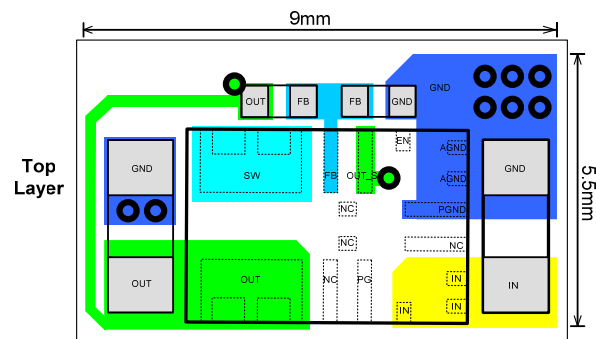 9mm
Top
Layer
5.5mm
OUT
FB
FB
GND
GND
EN
AGND
GND
SW
FB
OUT_S
AGND
GND
NC
PGND
NC
NC
OUT
OUT
NC
PG
IN
IN
IN
IN